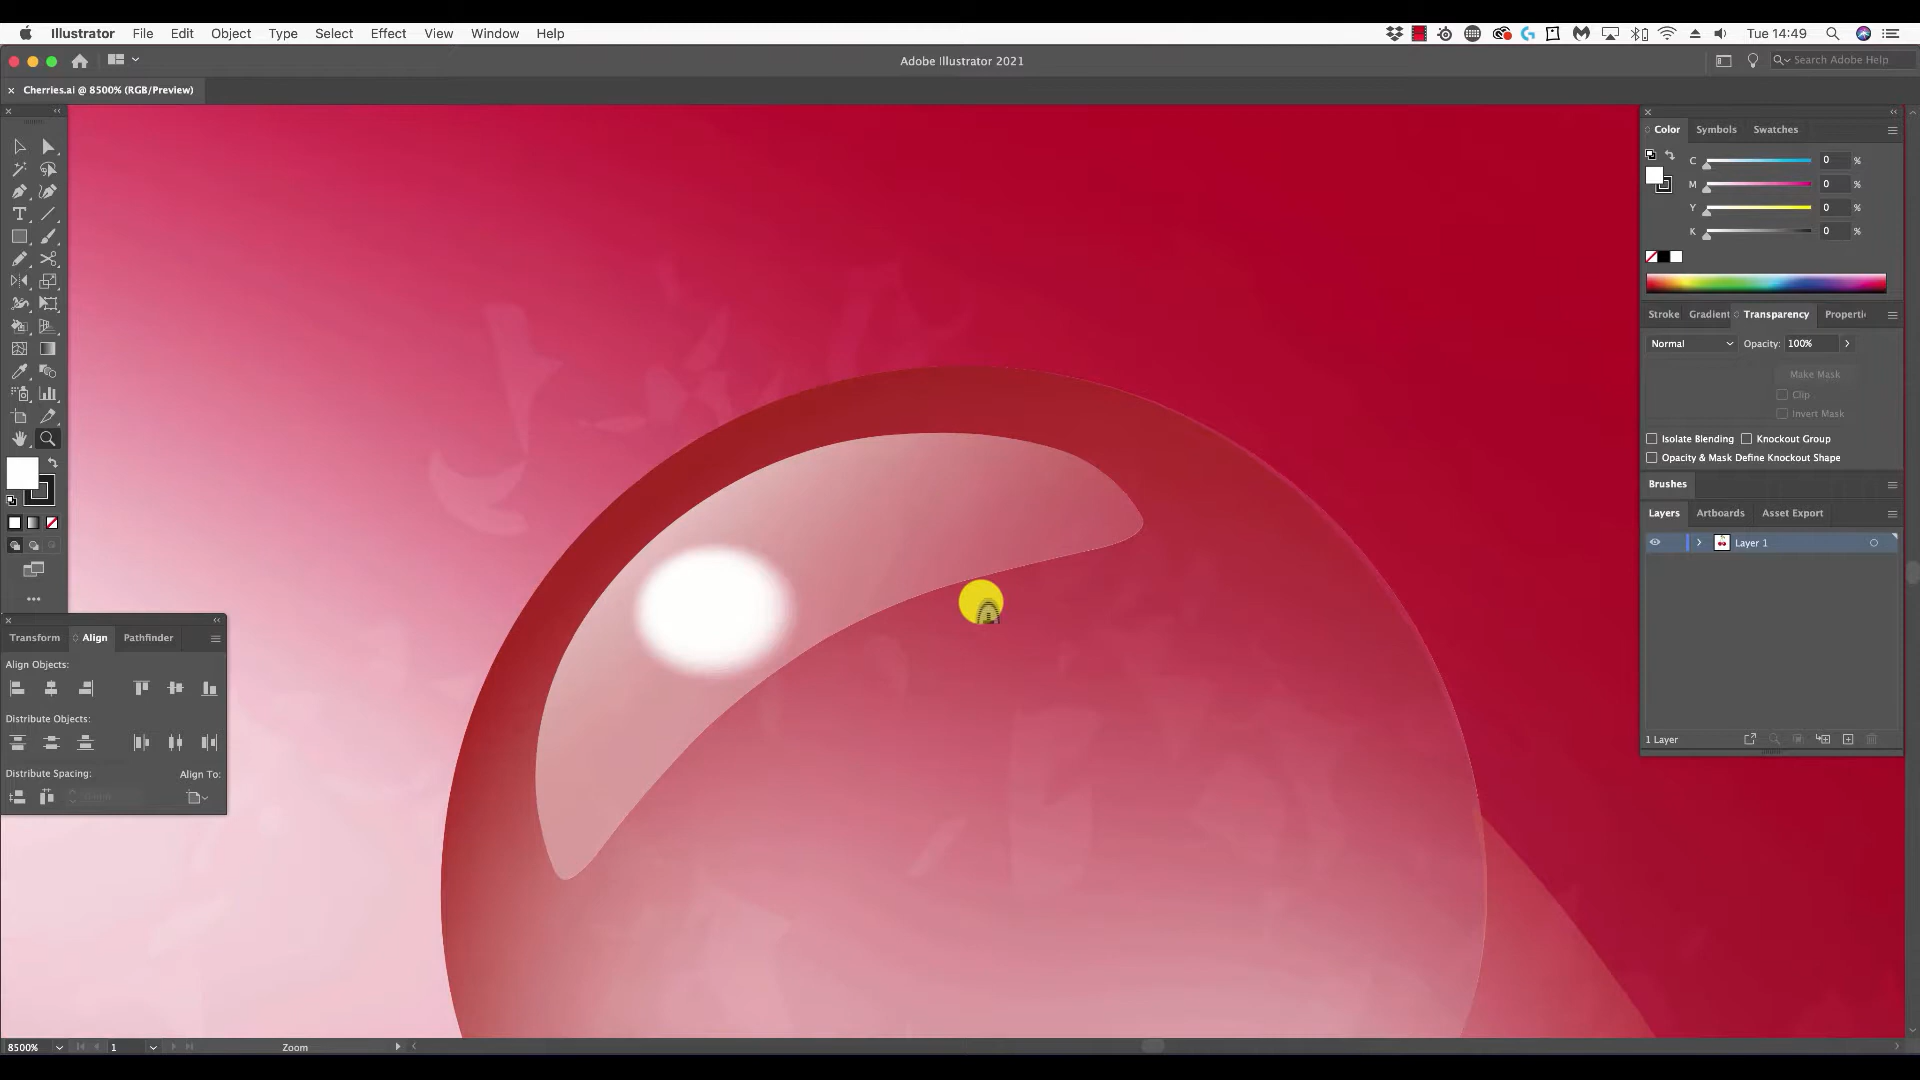 Illustrator File Edit Object Type Select Effect View Window Help Tue 14:49
Adobe Illustrator 2021 Search Adobe Help
Cherries.ai @ 8500% (RGB/Preview)
Color Symbols Swatches
C 0 %
M 0 %
Y 0 %
K 0 %
Stroke Gradient Transparency Properti
Normal Opacity: 100%
Make Mask
Clip
Invert Mask
Isolate Blending Knockout Group
Opacity & Mask Define Knockout Shape
Brushes
Layers Artboards Asset Export
Layer 1
1 Layer
Transform Align Pathfinder
Align Objects:
Distribute Objects:
Distribute Spacing: Align To:
8500% 1 Zoom